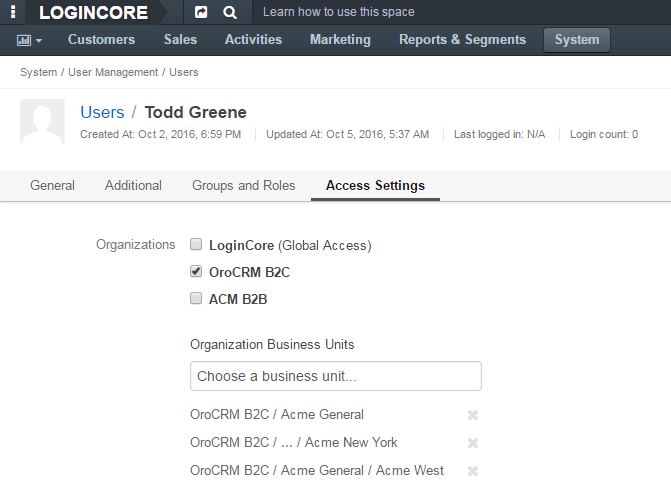 LOGINCORE Learn how to use this space
Customers Sales Activities Marketing Reports & Segments System
System / User Management / Users
Users / Todd Greene
Created At: Oct 2, 2016, 6:59 PM Updated At: Oct 5, 2016, 5:37 AM Last logged in: N/A Login count: 0
General Additional Groups and Roles Access Settings
Organizations LoginCore (Global Access)
OroCRM B2C
ACM B2B
Organization Business Units
Choose a business unit...
OroCRM B2C / Acme General
OroCRM B2C / ... / Acme New York
OroCRM B2C / Acme General / Acme West